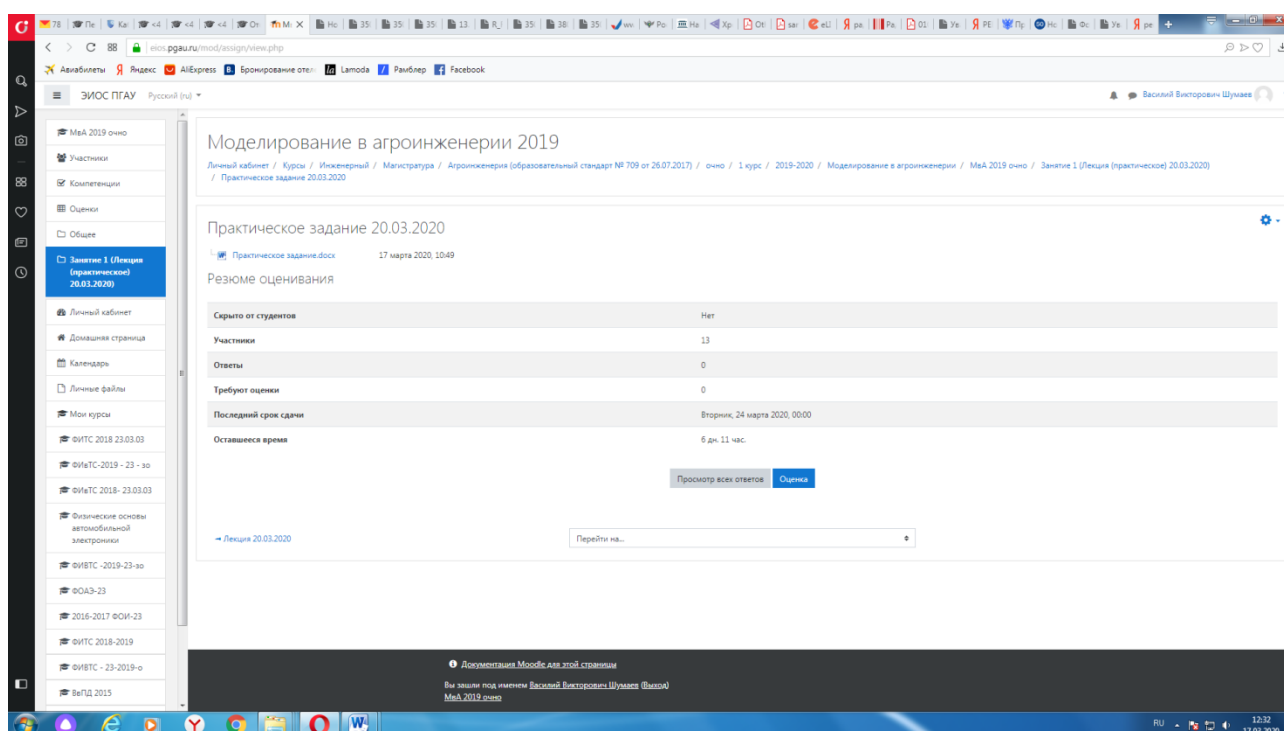 eios.pgau.ru/mod/assign/view.php
Авиабилеты Яндекс AliExpress Бронирование отел Lamoda Рамблер Facebook
ЭИОС ПГАУ Русский (ru)
Василий Викторович Шумаев
МвА 2019 очно
Участники
Компетенции
Оценки
Общее
Занятие 1 (Лекция
(практическое)
20.03.2020)
Личный кабинет
Домашняя страница
Календарь
Личные файлы
Мои курсы
ФИТС 2018 23.03.03
ФИвТС-2019 - 23 - зо
ФИвТС 2018- 23.03.03
Физические основы
автомобильной
электроники
ФИВТС -2019-23-зо
ФОАЭ-23
2016-2017 ФОИ-23
ФИТС 2018-2019
ФИВТС - 23-2019-о
ВвПД 2015
Моделирование в агроинженерии 2019
Личный кабинет / Курсы / Инженерный / Магистратура / Агроинженерия (образовательный стандарт № 709 от 26.07.2017) / очно / 1 курс / 2019-2020 / Моделирование в агроинженерии / МвА 2019 очно / Занятие 1 (Лекция (практическое) 20.03.2020)
/ Практическое задание 20.03.2020
Практическое задание 20.03.2020
Практическое задание.docx 17 марта 2020, 10:49
Резюме оценивания
Скрыто от студентов Нет
Участники 13
Ответы 0
Требуют оценки 0
Последний срок сдачи Вторник, 24 марта 2020, 00:00
Оставшееся время 6 дн. 11 час.
Просмотр всех ответов Оценка
→ Лекция 20.03.2020 Перейти на...
Документация Moodle для этой страницы
Вы зашли под именем Василий Викторович Шумаев (Выход)
МвА 2019 очно
RU 12:32
17.03.2020